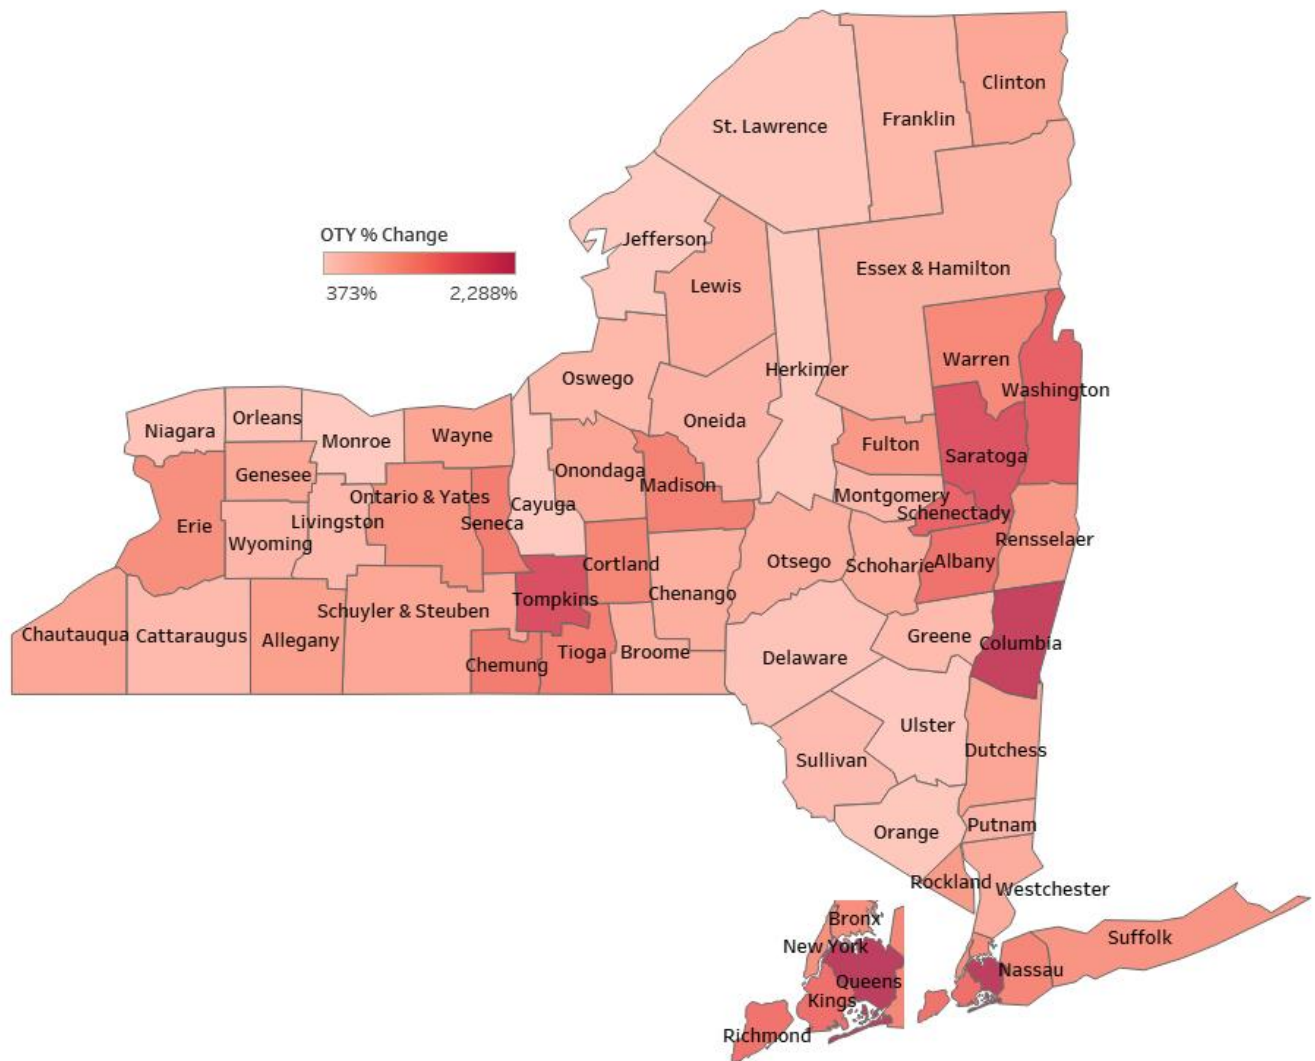 Clinton
Franklin
St. Lawrence
OTY % Change
373%
2,288%
Jefferson
Lewis
Essex & Hamilton
Herkimer
Warren
Washington
Oswego
Oneida
Orleans
Niagara
Monroe
Wayne
Fulton
Saratoga
Genesee
Onondaga
Madison
Ontario & Yates
Cayuga
Montgomery
Schenectady
Erie
Livingston
Seneca
Wyoming
Rensselaer
Cortland
Otsego
Schoharie
Albany
Chenango
Tompkins
Schuyler & Steuben
Chautauqua
Cattaraugus
Allegany
Greene
Columbia
Chemung
Tioga
Broome
Delaware
Ulster
Dutchess
Sullivan
Putnam
Orange
Rockland
Westchester
Bronx
New York
Suffolk
Nassau
Queens
Kings
Richmond